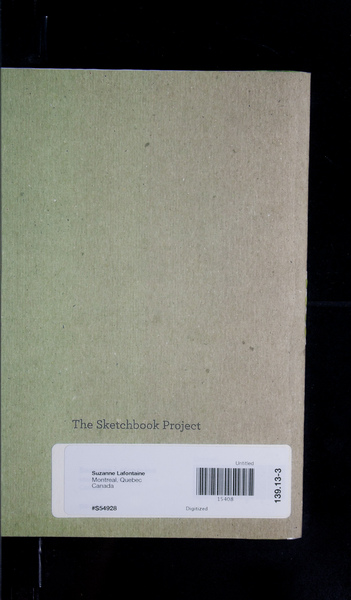 The Sketchbook Project
Untitled
Suzanne Lafontaine
Montreal, Quebec
Canada
15408
#S54928
Digitized
139.13-3